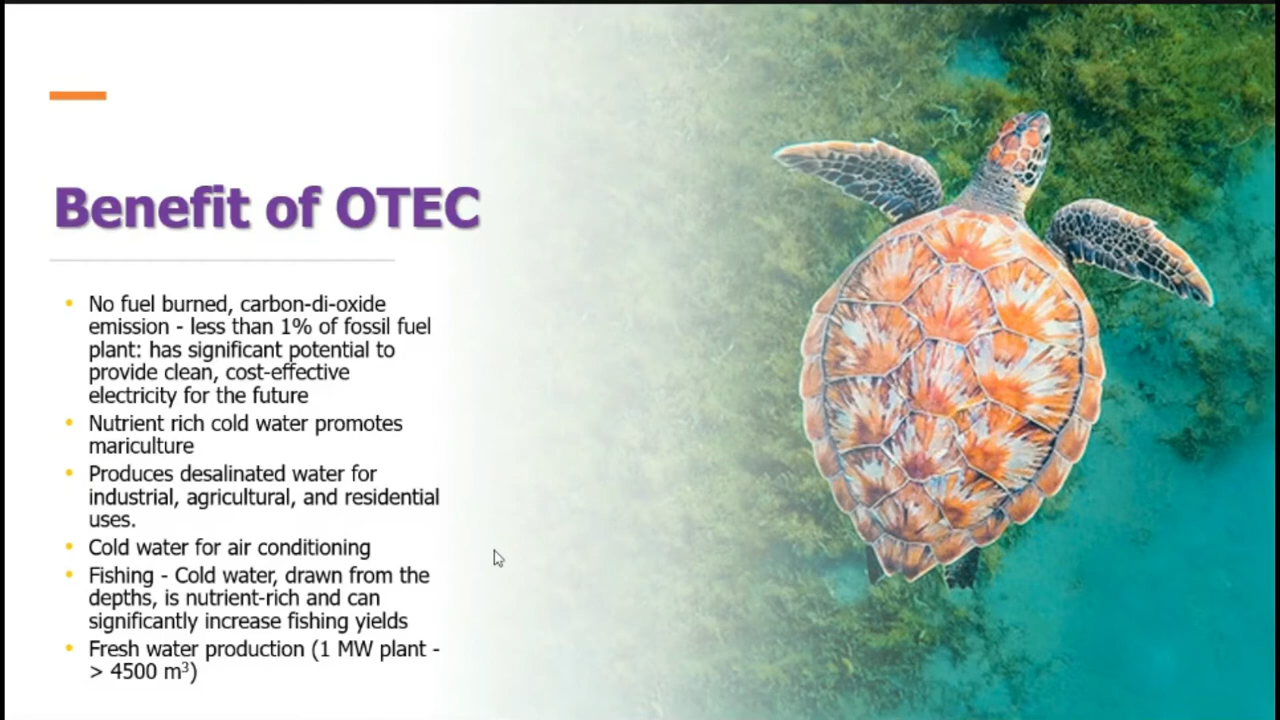 Benefit of OTEC
No fuel burned, carbon-di-oxide
emission - less than 1% of fossil fuel
plant: has significant potential to
provide clean, cost-effective
electricity for the future
Nutrient rich cold water promotes
mariculture
Produces desalinated water for
industrial, agricultural, and residential
uses.
Cold water for air conditioning
Fishing - Cold water, drawn from the
depths, is nutrient-rich and can
significantly increase fishing yields
Fresh water production (1 MW plant -
> 4500 m³)